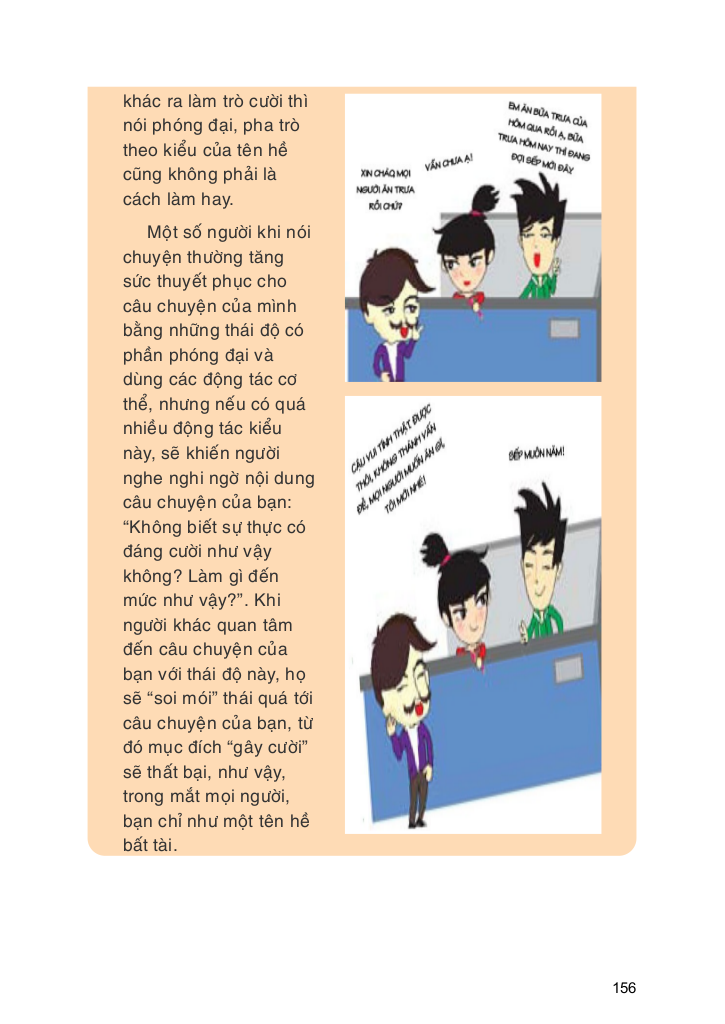 khác ra làm trò cười thì
nói phóng đại, pha trò
theo kiểu của tên hề
cũng không phải là
cách làm hay.
Một số người khi nói
chuyện thường tăng
sức thuyết phục cho
câu chuyện của mình
bằng những thái độ có
phần phóng đại và
dùng các động tác cơ
thể, nhưng nếu có quá
nhiều động tác kiểu
này, sẽ khiến người
nghe nghi ngờ nội dung
câu chuyện của bạn:
“Không biết sự thực có
đáng cười như vậy
không? Làm gì đến
mức như vậy?”. Khi
người khác quan tâm
đến câu chuyện của
bạn với thái độ này, họ
sẽ “soi mói” thái quá tới
câu chuyện của bạn, từ
đó mục đích “gây cười”
sẽ thất bại, như vậy,
trong mắt mọi người,
bạn chỉ như một tên hề
bất tài.
XIN CHÀO, MỌI
NGƯỜI ĂN TRƯA
RỒI CHỨ?
VẪN CHƯA Ạ!
EM ĂN BỮA TRƯA CỦA
HÔM QUA RỒI Ạ, BỮA
TRƯA HÔM NAY THÌ ĐANG
ĐỢI SẾP MỜI ĐÂY
CẬU VUI TÍNH THẬT ĐƯỢC
THÔI, KHÔNG THÀNH VẤN
ĐỀ, MỌI NGƯỜI MUỐN ĂN GÌ,
TÔI MỜI NHÉ!
SẾP MUÔN NĂM!
156